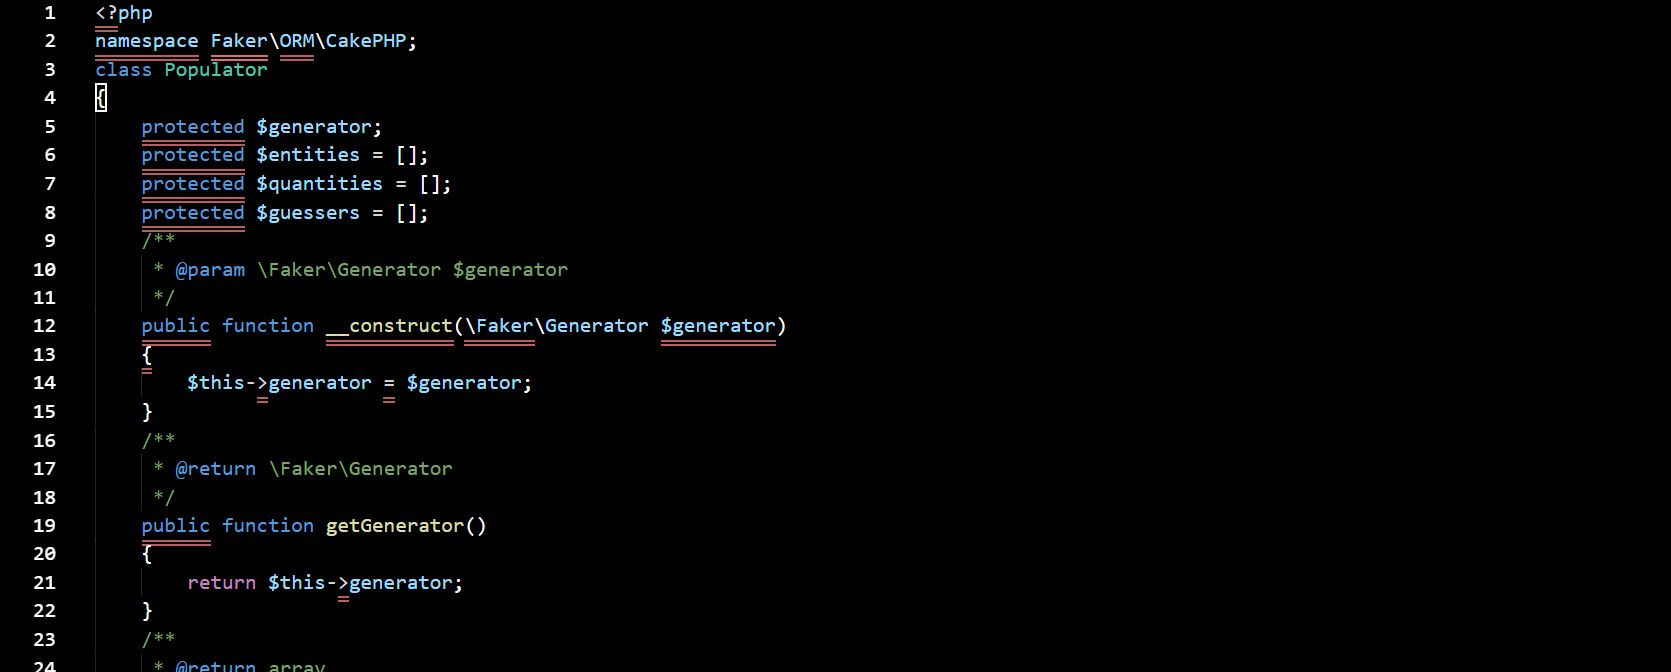 1 <?php
2 namespace Faker\ORM\CakePHP;
3 class Populator
4 {
5 protected $generator;
6 protected $entities = [];
7 protected $quantities = [];
8 protected $guessers = [];
9 /**
10 * @param \Faker\Generator $generator
11 */
12 public function __construct(\Faker\Generator $generator)
13 {
14 $this->generator = $generator;
15 }
16 /**
17 * @return \Faker\Generator
18 */
19 public function getGenerator()
20 {
21 return $this->generator;
22 }
23 /**
24 * @return array